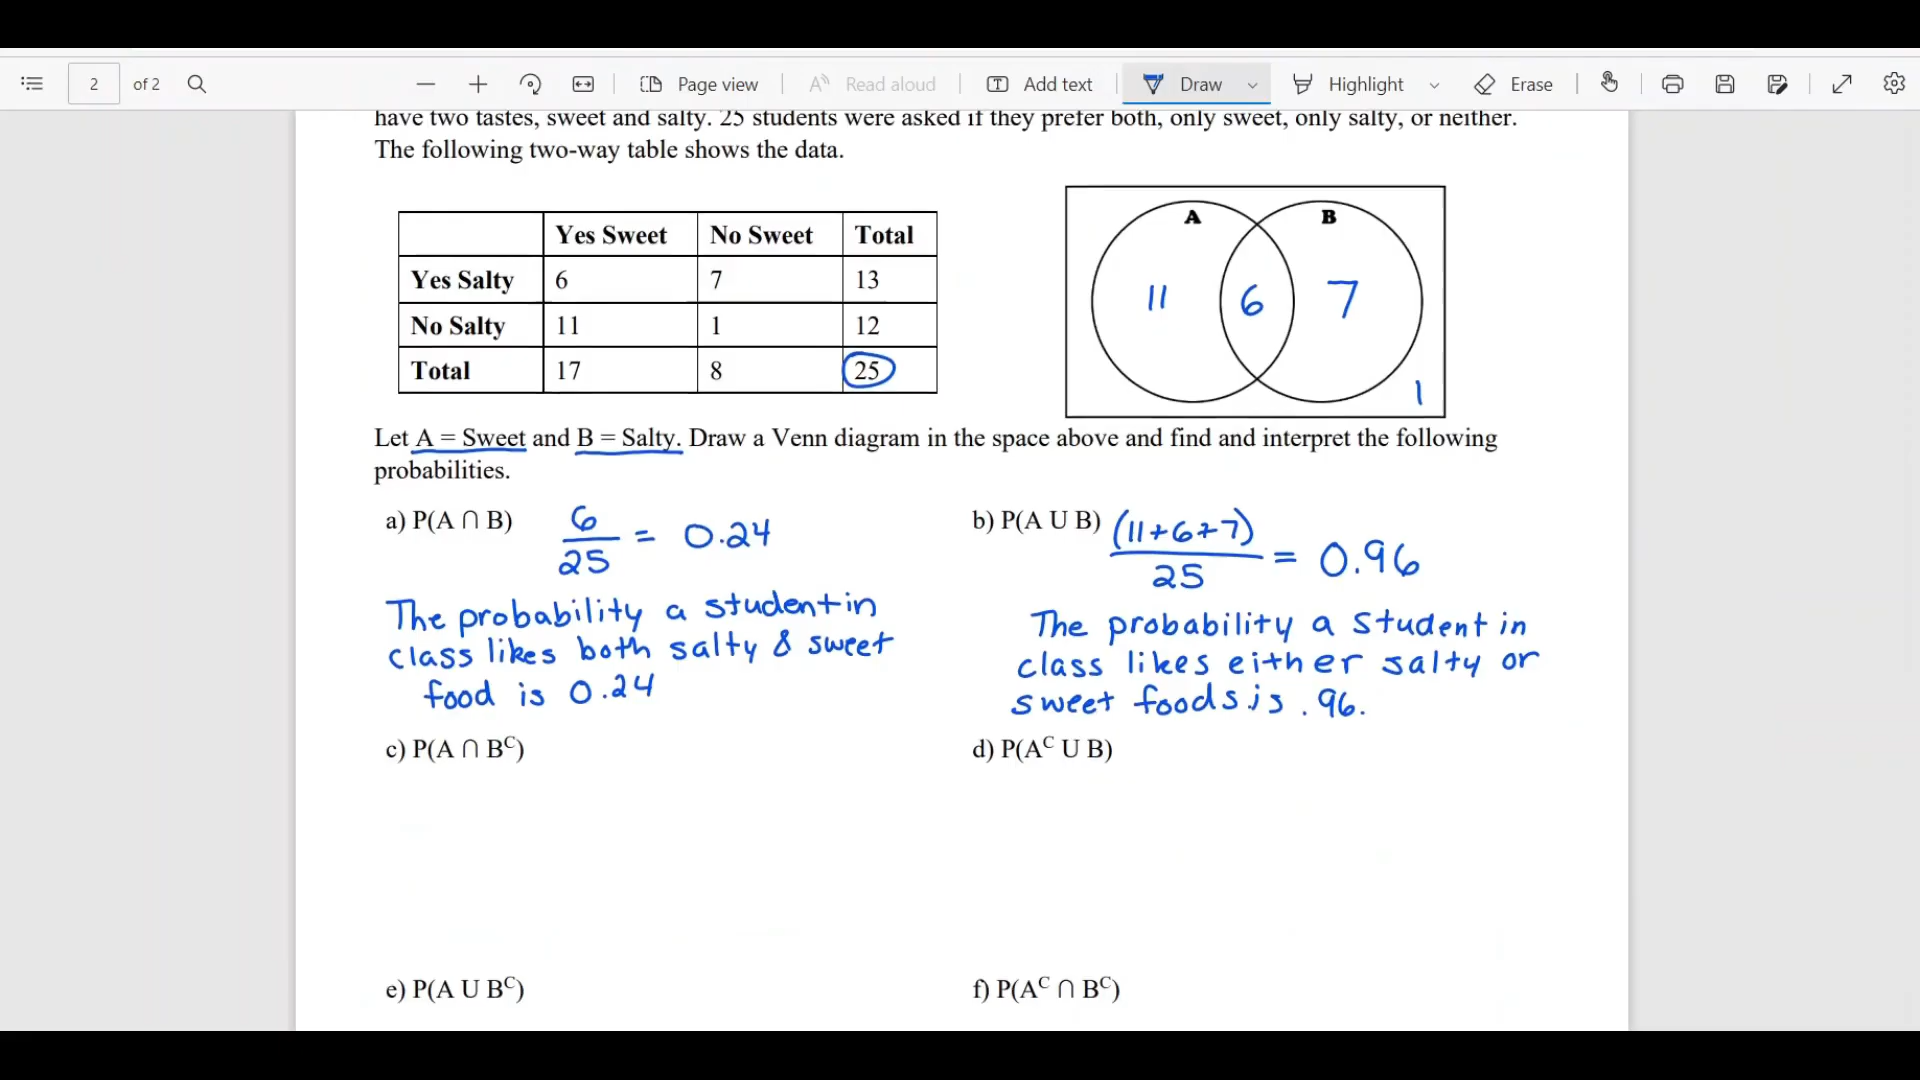 2 of 2 Page view Read aloud Add text Draw Highlight Erase
have two tastes, sweet and salty. 25 students were asked if they prefer both, only sweet, only salty, or neither.
The following two-way table shows the data.
Yes Sweet No Sweet Total
Yes Salty 6 7 13
No Salty 11 1 12
Total 17 8 25
A B
11 6 7
1
Let A = Sweet and B = Salty. Draw a Venn diagram in the space above and find and interpret the following
probabilities.
a) P(A ∩ B) 6/25 = 0.24
The probability a student in
class likes both salty & sweet
food is 0.24
b) P(A U B) (11+6+7)/25 = 0.96
The probability a student in
class likes either salty or
sweet foods is .96.
c) P(A ∩ Bᶜ)
d) P(Aᶜ U B)
e) P(A U Bᶜ)
f) P(Aᶜ ∩ Bᶜ)